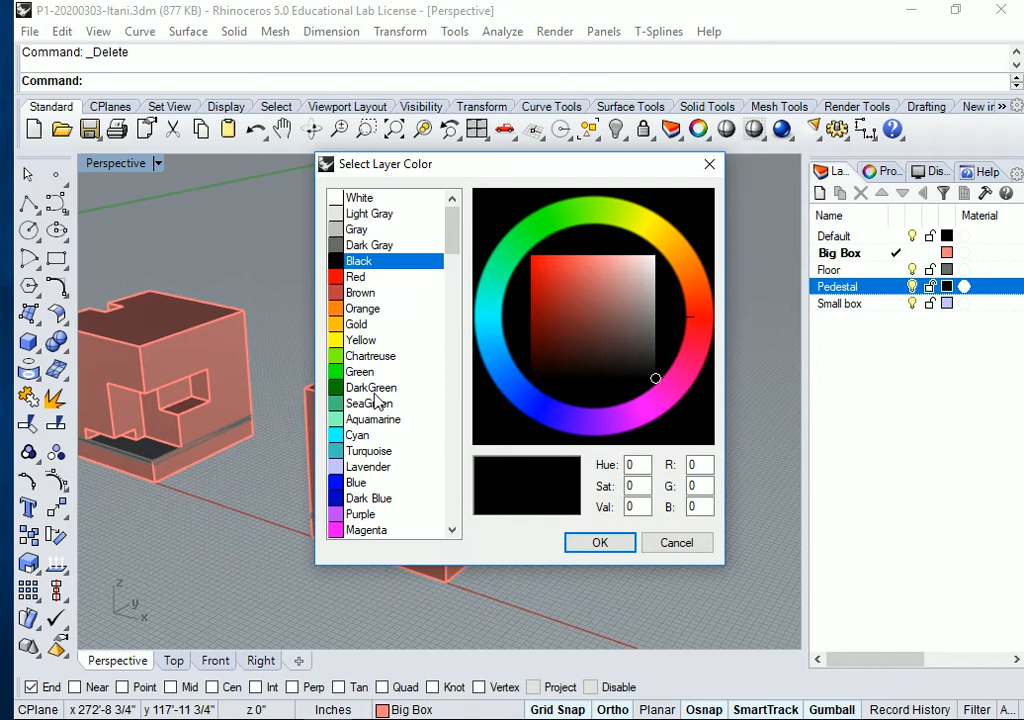 P1-20200303-Itani.3dm (877 KB) - Rhinoceros 5.0 Educational Lab License - [Perspective]
File Edit View Curve Surface Solid Mesh Dimension Transform Tools Analyze Render Panels T-Splines Help
Command: _Delete
Command:
Standard CPlanes Set View Display Select Viewport Layout Visibility Transform Curve Tools Surface Tools Solid Tools Mesh Tools Render Tools Drafting New in »
Perspective
Select Layer Color
La... Pro... Dis... Help
Name Material
Default
Big Box
Floor
Pedestal
Small box
White
Light Gray
Gray
Dark Gray
Black
Red
Brown
Orange
Gold
Yellow
Chartreuse
Green
DarkGreen
SeaGreen
Aquamarine
Cyan
Turquoise
Lavender
Blue
Dark Blue
Purple
Magenta
Hue: 0 R: 0
Sat: 0 G: 0
Val: 0 B: 0
OK Cancel
z
y
x
Perspective Top Front Right
End Near Point Mid Cen Int Perp Tan Quad Knot Vertex Project Disable
CPlane x 272'-8 3/4" y 117'-11 3/4" z 0" Inches Big Box Grid Snap Ortho Planar Osnap SmartTrack Gumball Record History Filter A...